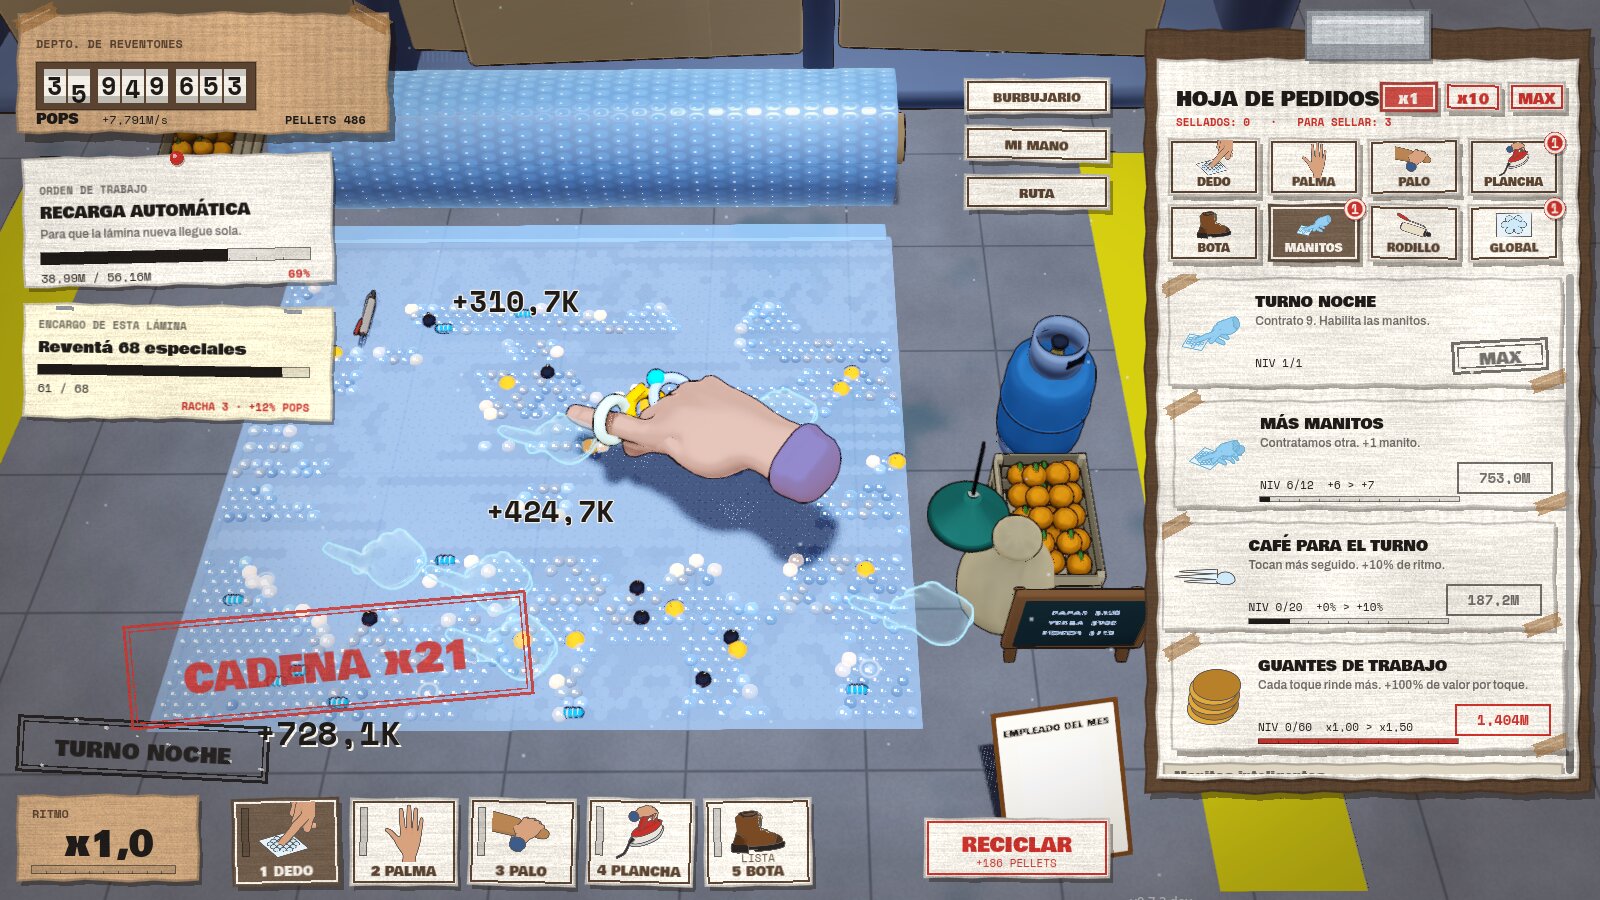 DEPTO. DE REVENTONES
35 949 653
POPS +7,791M/s PELLETS 486
ORDEN DE TRABAJO
RECARGA AUTOMÁTICA
Para que la lámina nueva llegue sola.
38,99M / 56,16M 69%
ENCARGO DE ESTA LÁMINA
Reventá 68 especiales
61 / 68
RACHA 3 · +12% POPS
+310,7K
+424,7K
CADENA x21
+728,1K
TURNO NOCHE
RITMO
x1,0
1 DEDO
2 PALMA
3 PALO
4 PLANCHA
LISTA
5 BOTA
BURBUJARIO
MI MANO
RUTA
EMPLEADO DEL MES
RECICLAR
+186 PELLETS
HOJA DE PEDIDOS x1 x10 MAX
SELLADOS: 0 · PARA SELLAR: 3
DEDO
PALMA
PALO
PLANCHA 1
BOTA
MANITOS 1
RODILLO
GLOBAL 1
TURNO NOCHE
Contrato 9. Habilita las manitos.
NIV 1/1
MAX
MÁS MANITOS
Contratamos otra. +1 manito.
NIV 6/12 +6 > +7
753,0M
CAFÉ PARA EL TURNO
Tocan más seguido. +10% de ritmo.
NIV 0/20 +0% > +10%
187,2M
GUANTES DE TRABAJO
Cada toque rinde más. +100% de valor por toque.
NIV 0/60 x1,00 > x1,50
1,404M